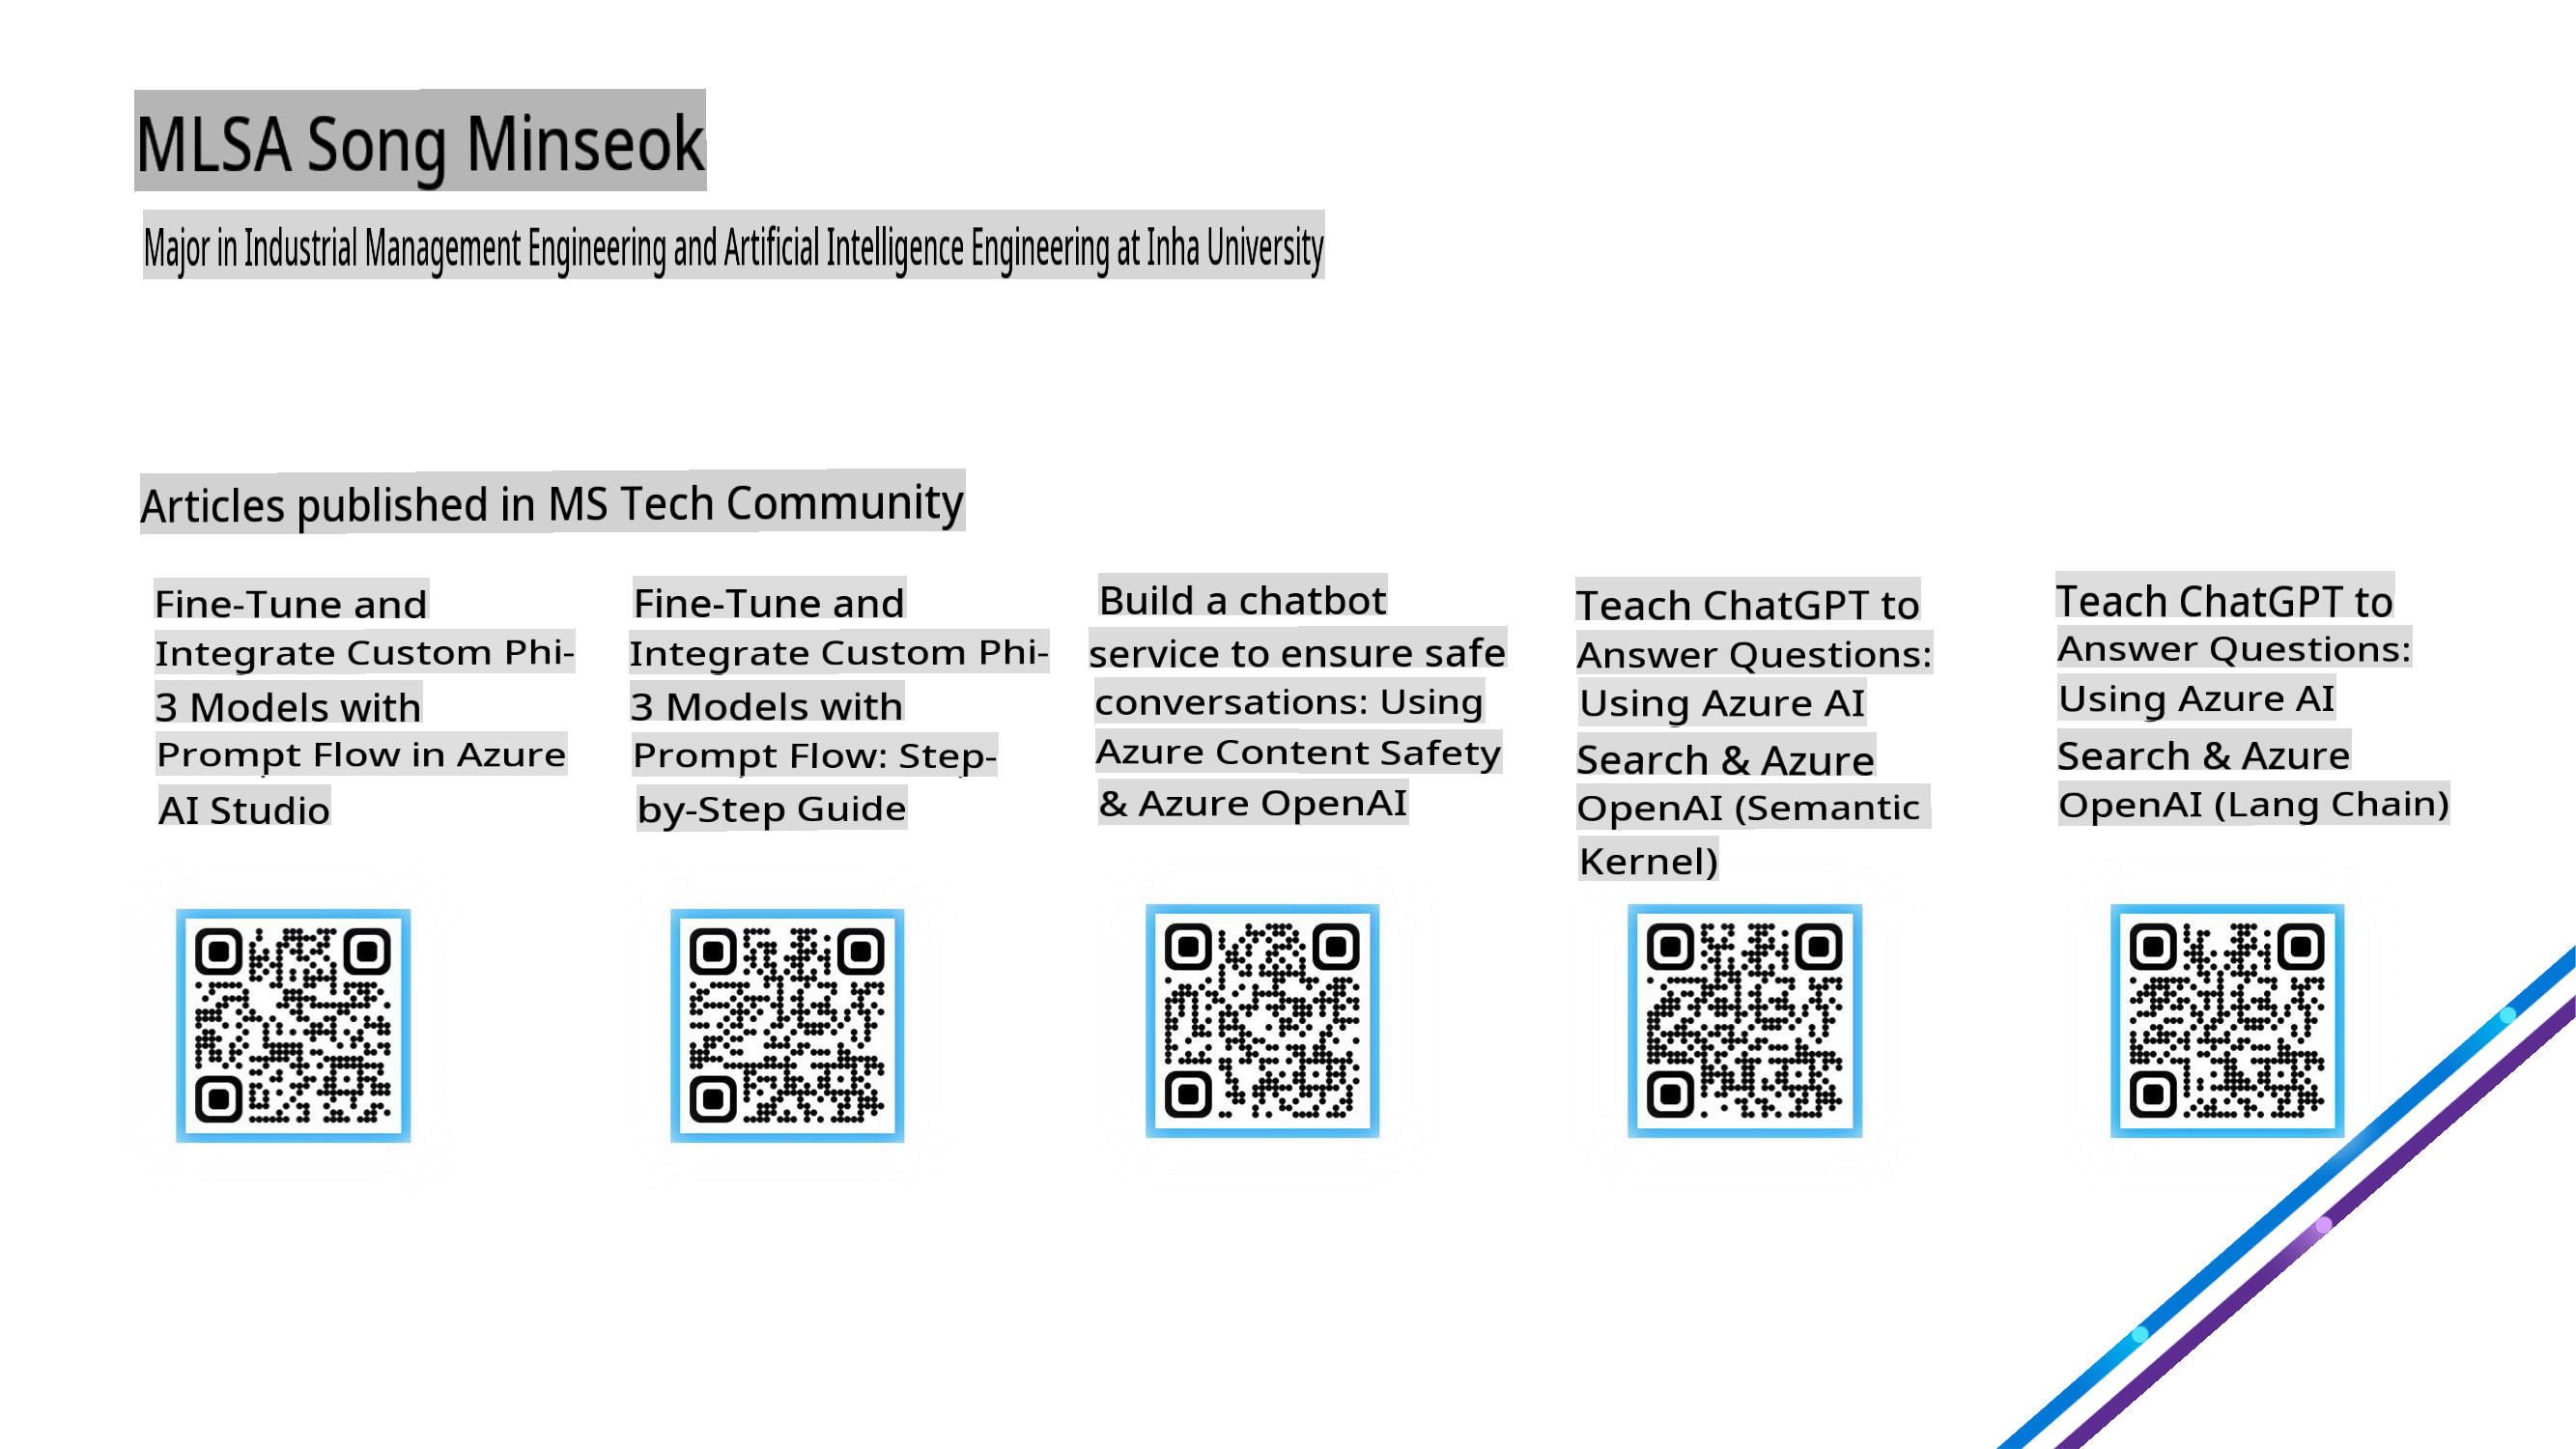 MLSA Song Minseok
Major in Industrial Management Engineering and Artificial Intelligence Engineering at Inha University
Articles published in MS Tech Community
Fine-Tune and
Integrate Custom Phi-
3 Models with
Prompt Flow in Azure
AI Studio
Fine-Tune and
Integrate Custom Phi-
3 Models with
Prompt Flow: Step-
by-Step Guide
Build a chatbot
service to ensure safe
conversations: Using
Azure Content Safety
& Azure OpenAI
Teach ChatGPT to
Answer Questions:
Using Azure AI
Search & Azure
OpenAI (Semantic
Kernel)
Teach ChatGPT to
Answer Questions:
Using Azure AI
Search & Azure
OpenAI (Lang Chain)